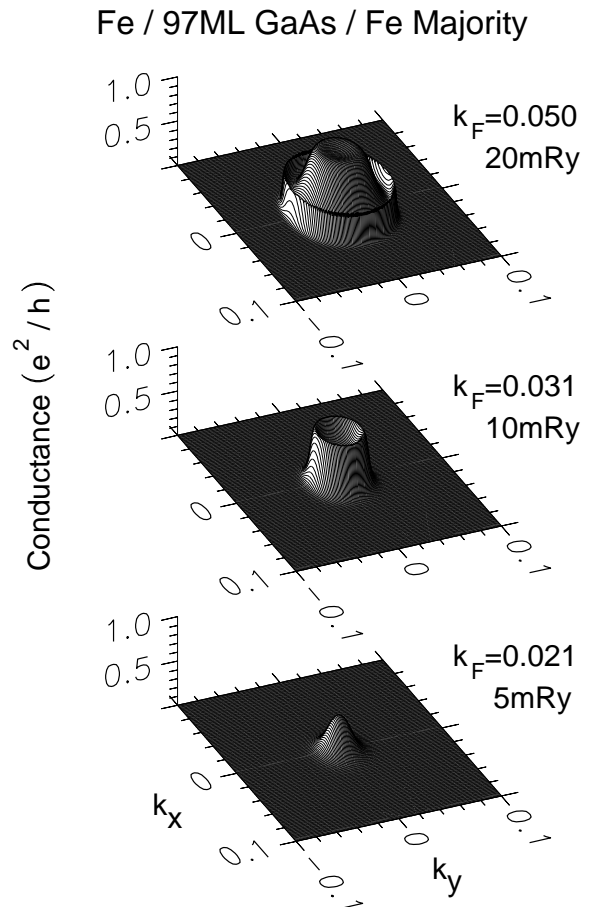 Fe / 97ML GaAs / Fe Majority
1.0
0.5
k_F=0.050
20mRy
0
0.1
-0.1
0
0.1
Conductance (e² / h)
1.0
0.5
k_F=0.031
10mRy
0
0.1
-0.1
0
0.1
1.0
0.5
k_F=0.021
5mRy
0
0.1
-0.1
0
0.1
k_x
k_y